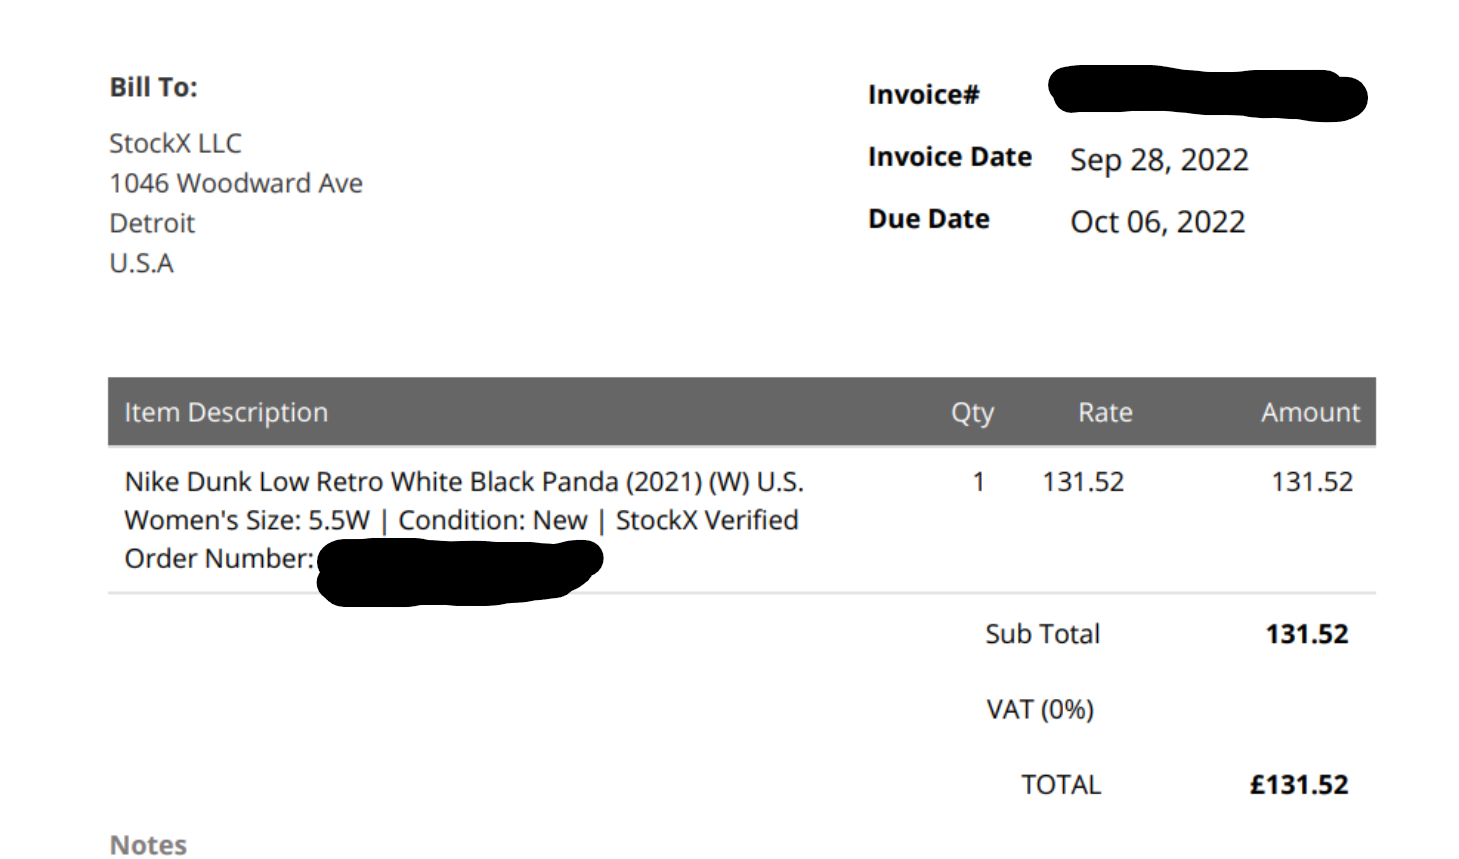 Bill To:
StockX LLC
1046 Woodward Ave
Detroit
U.S.A
Invoice#
Invoice Date Sep 28, 2022
Due Date Oct 06, 2022
Item Description Qty Rate Amount
Nike Dunk Low Retro White Black Panda (2021) (W) U.S. 1 131.52 131.52
Women's Size: 5.5W | Condition: New | StockX Verified
Order Number:
Sub Total 131.52
VAT (0%)
TOTAL £131.52
Notes